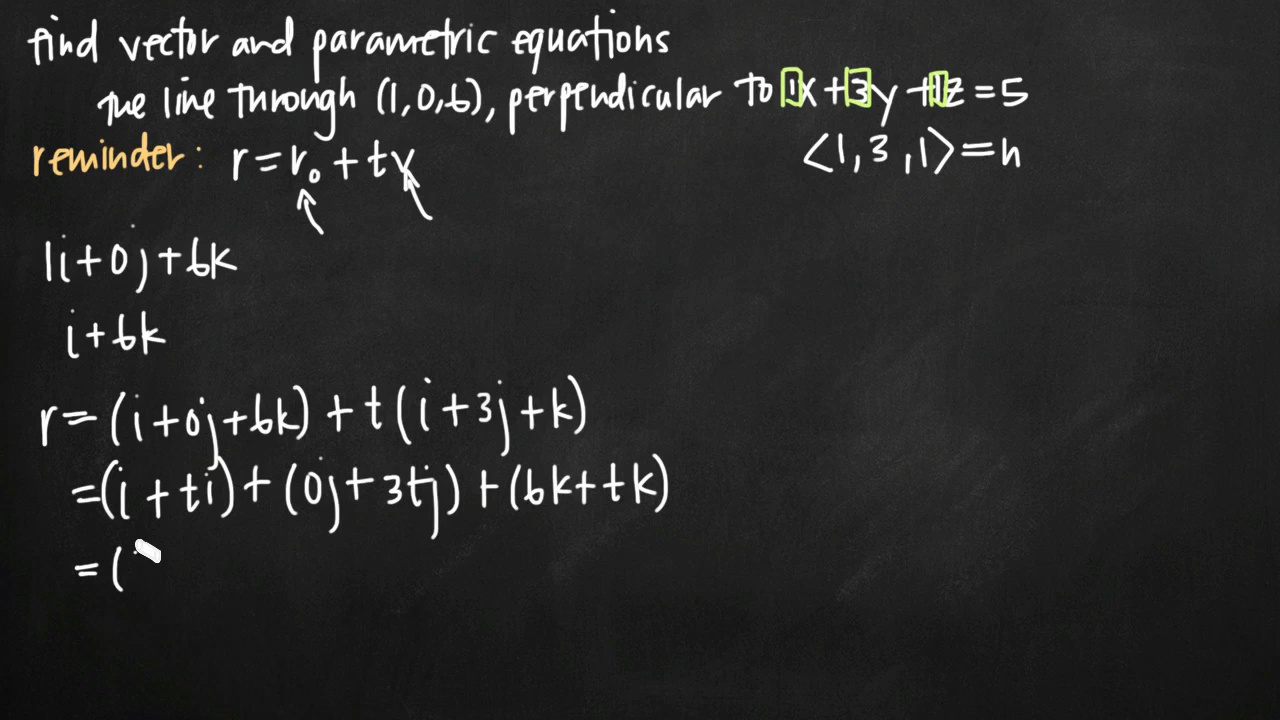 find vector and parametric equations
the line through (1,0,6), perpendicular to 1x+3y+1z=5
<1,3,1>=n
reminder: r=r₀+tv
1i+0j+6k
i+6k
r=(i+0j+6k)+t(i+3j+k)
=(i+ti)+(0j+3tj)+(6k+tk)
=(